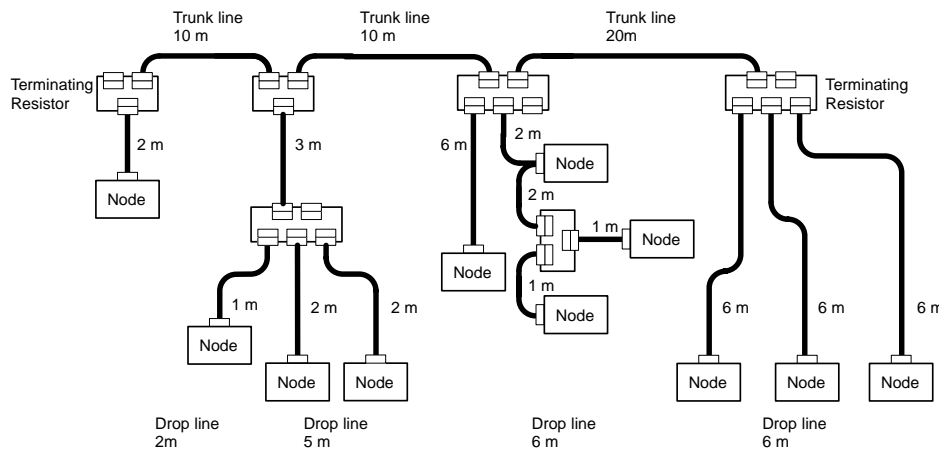 Trunk line
10 m
Trunk line
10 m
Trunk line
20m
Terminating
Resistor
Terminating
Resistor
2 m
3 m
6 m
2 m
Node
Node
2 m
1 m
Node
Node
1 m
Node
1 m
2 m
2 m
6 m
6 m
6 m
Node
Node
Node
Node
Node
Node
Drop line
2m
Drop line
5 m
Drop line
6 m
Drop line
6 m